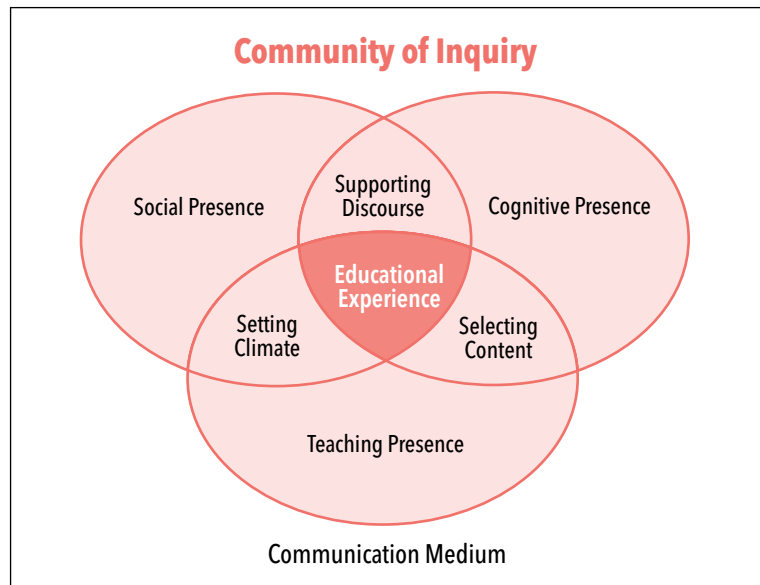 Community of Inquiry
Social Presence
Supporting
Discourse
Cognitive Presence
Educational
Experience
Setting
Climate
Selecting
Content
Teaching Presence
Communication Medium